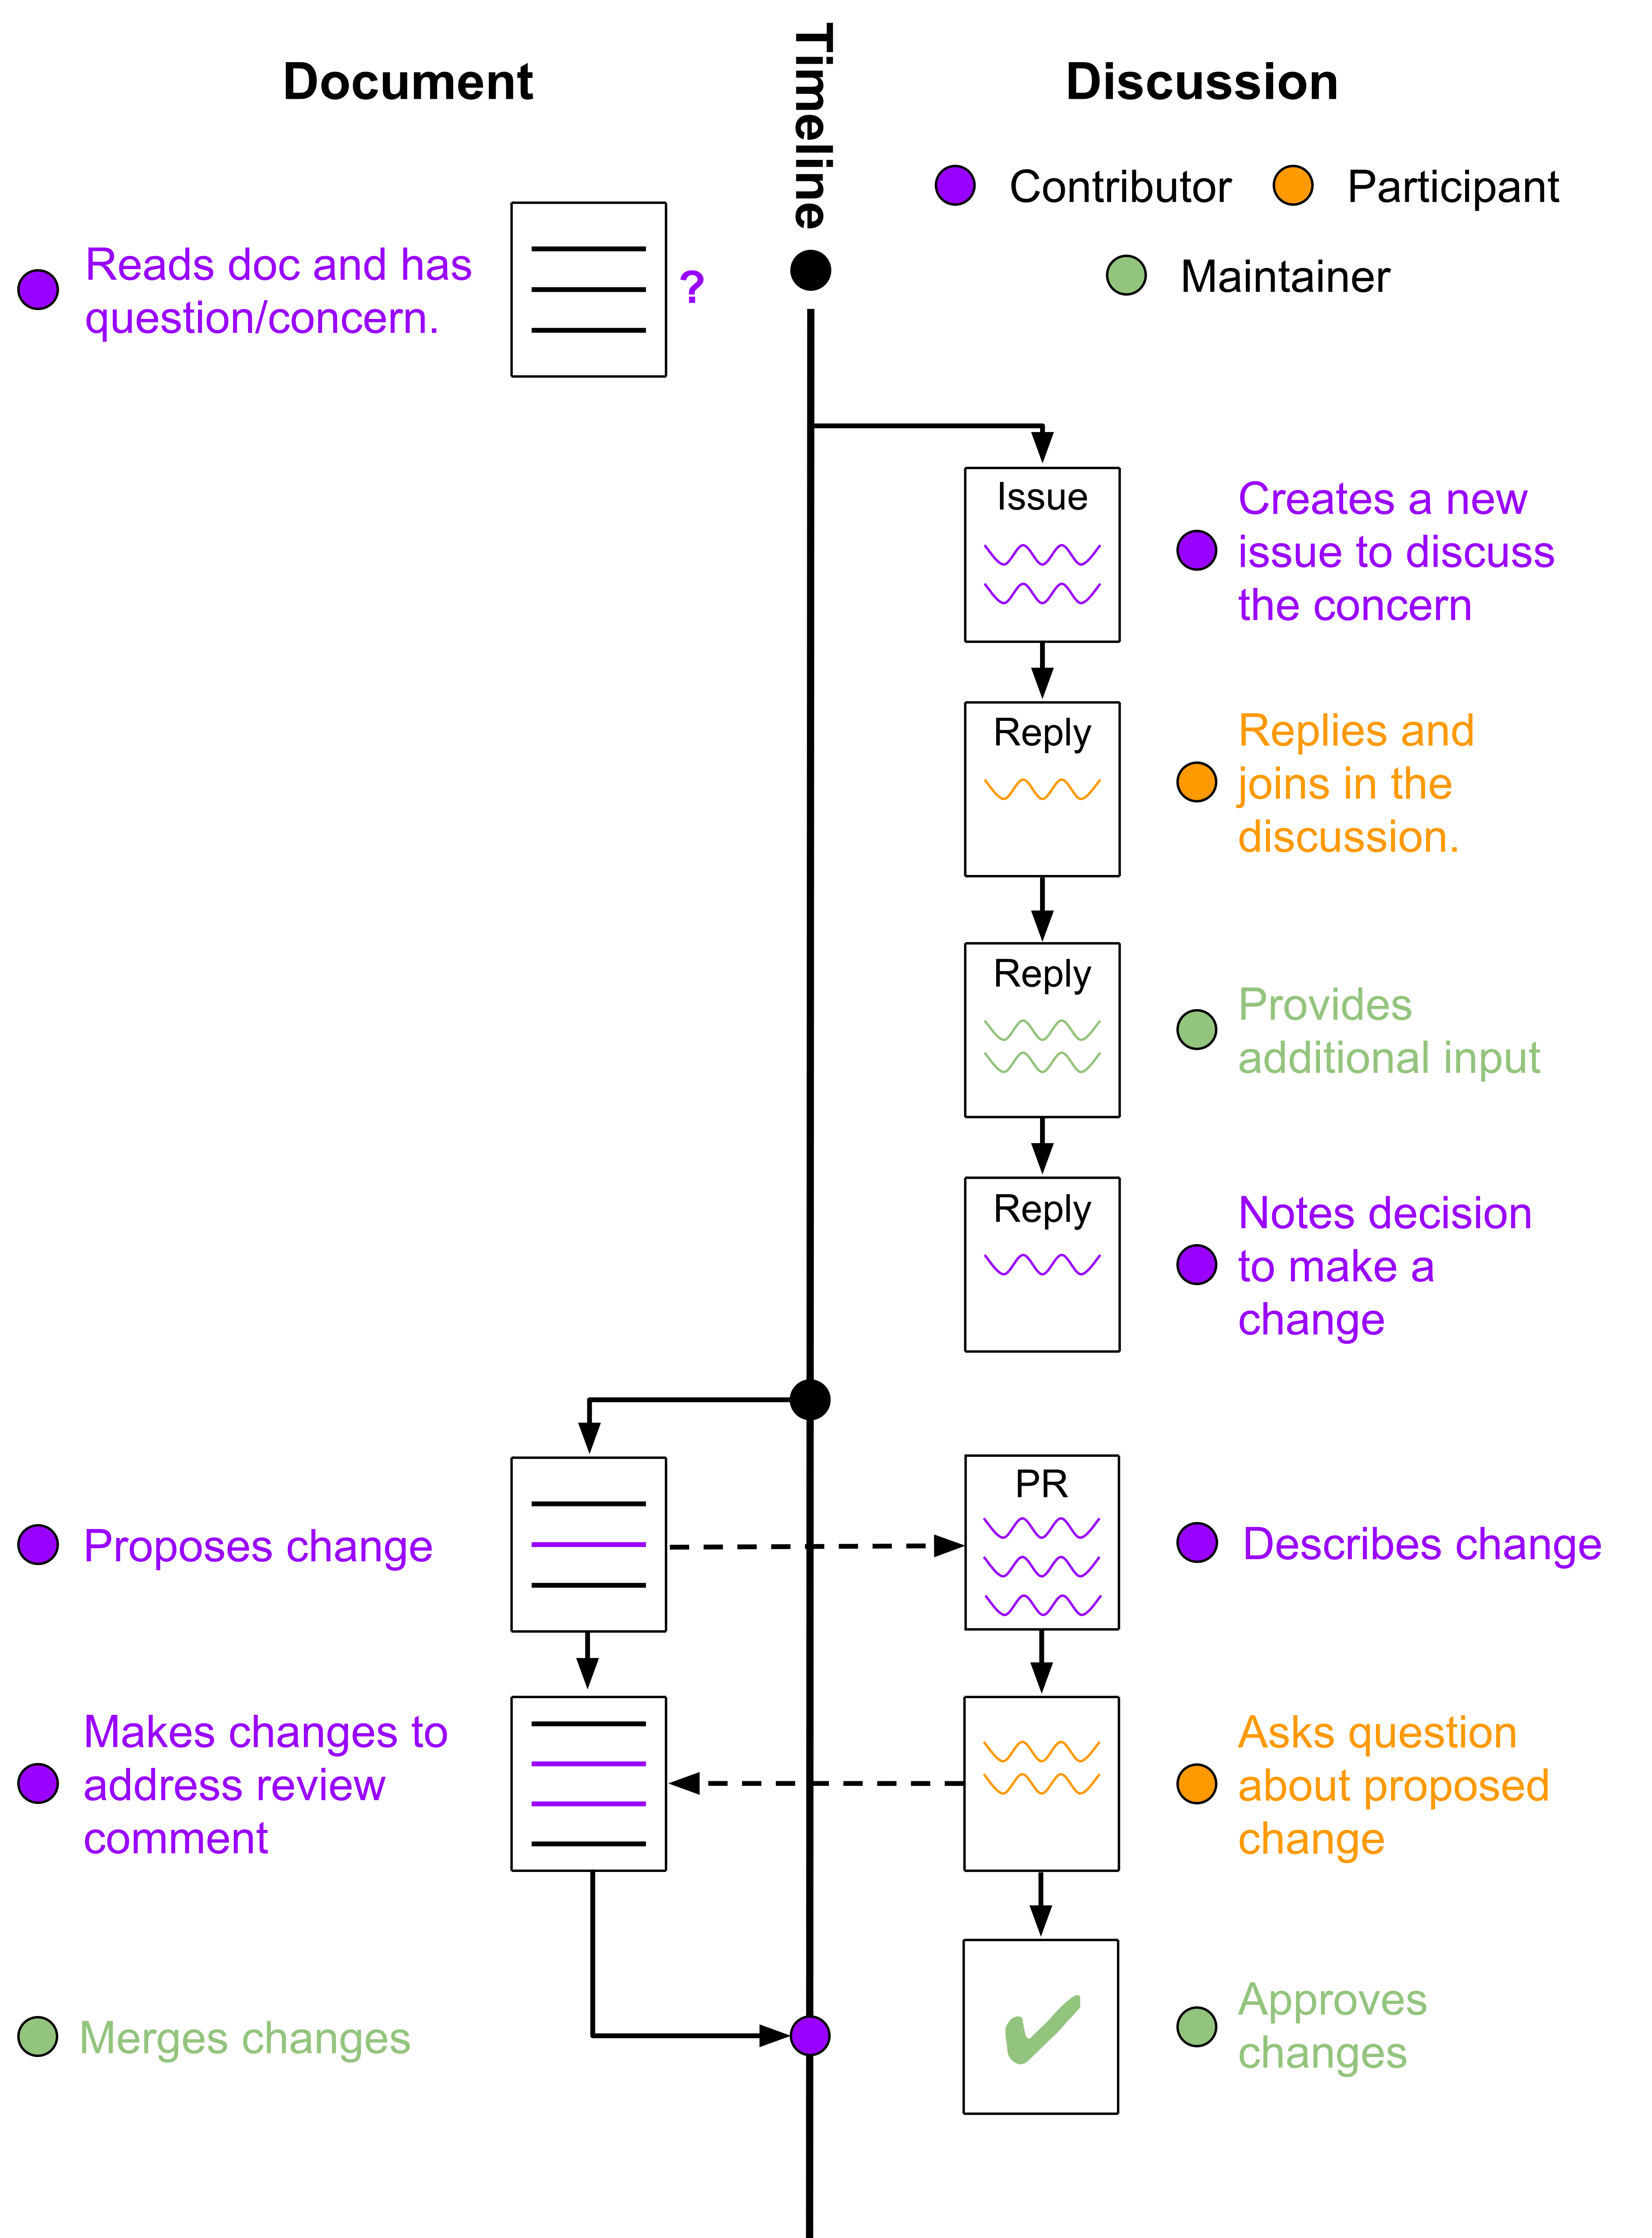 Timeline
Document
Discussion
Contributor
Participant
Maintainer
Reads doc and has
question/concern.
?
Issue
Creates a new
issue to discuss
the concern
Reply
Replies and
joins in the
discussion.
Reply
Provides
additional input
Reply
Notes decision
to make a
change
Proposes change
PR
Describes change
Makes changes to
address review
comment
Asks question
about proposed
change
Merges changes
Approves
changes